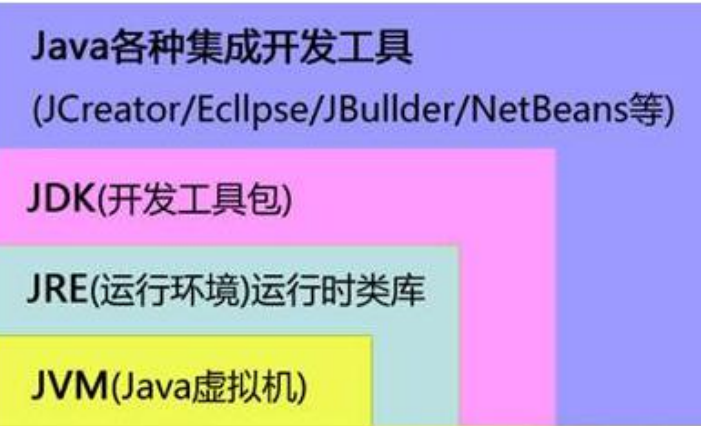 Java各种集成开发工具
(JCreator/Ecllpse/JBullder/NetBeans等)
JDK(开发工具包)
JRE(运行环境)运行时类库
JVM(Java虚拟机)